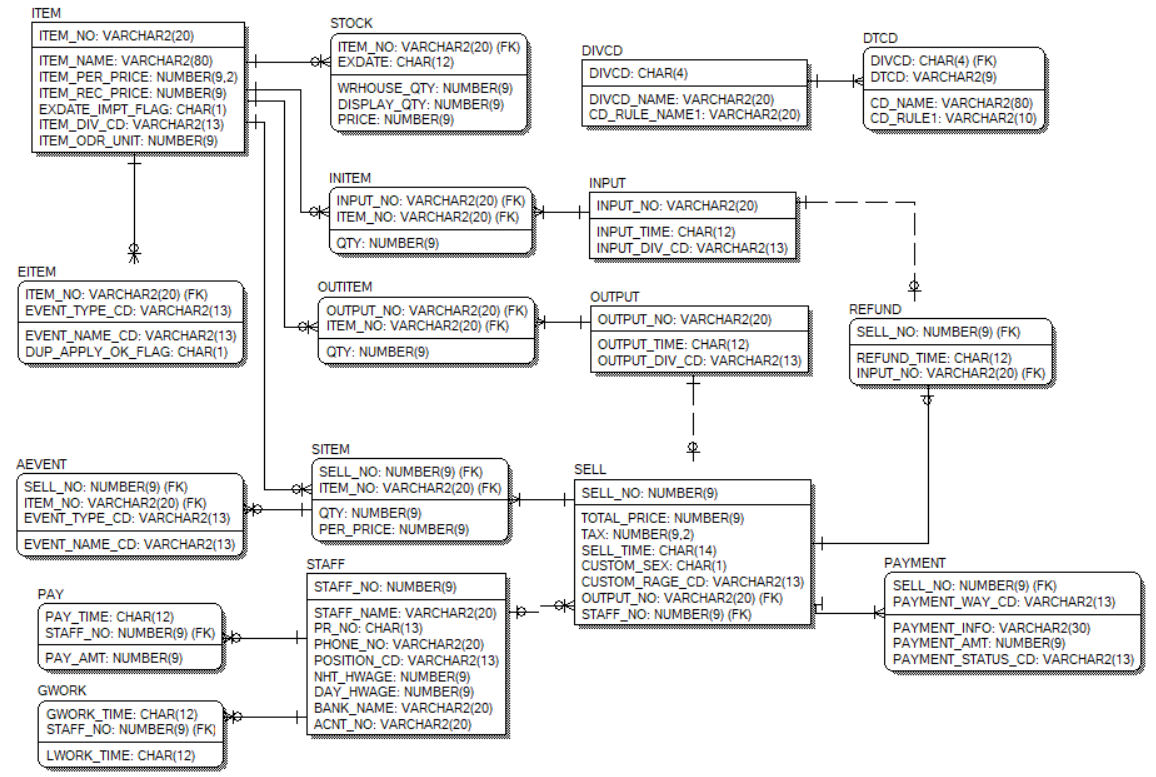 ITEM
ITEM_NO: VARCHAR2(20)
ITEM_NAME: VARCHAR2(80)
ITEM_PER_PRICE: NUMBER(9,2)
ITEM_REC_PRICE: NUMBER(9)
EXDATE_IMPT_FLAG: CHAR(1)
ITEM_DIV_CD: VARCHAR2(13)
ITEM_ODR_UNIT: NUMBER(9)
STOCK
ITEM_NO: VARCHAR2(20) (FK)
EXDATE: CHAR(12)
WRHOUSE_QTY: NUMBER(9)
DISPLAY_QTY: NUMBER(9)
PRICE: NUMBER(9)
DIVCD
DIVCD: CHAR(4)
DIVCD_NAME: VARCHAR2(20)
CD_RULE_NAME1: VARCHAR2(20)
DTCD
DIVCD: CHAR(4) (FK)
DTCD: VARCHAR2(9)
CD_NAME: VARCHAR2(80)
CD_RULE1: VARCHAR2(10)
INITEM
INPUT_NO: VARCHAR2(20) (FK)
ITEM_NO: VARCHAR2(20) (FK)
QTY: NUMBER(9)
INPUT
INPUT_NO: VARCHAR2(20)
INPUT_TIME: CHAR(12)
INPUT_DIV_CD: VARCHAR2(13)
EITEM
ITEM_NO: VARCHAR2(20) (FK)
EVENT_TYPE_CD: VARCHAR2(13)
EVENT_NAME_CD: VARCHAR2(13)
DUP_APPLY_OK_FLAG: CHAR(1)
OUTITEM
OUTPUT_NO: VARCHAR2(20) (FK)
ITEM_NO: VARCHAR2(20) (FK)
QTY: NUMBER(9)
OUTPUT
OUTPUT_NO: VARCHAR2(20)
OUTPUT_TIME: CHAR(12)
OUTPUT_DIV_CD: VARCHAR2(13)
REFUND
SELL_NO: NUMBER(9) (FK)
REFUND_TIME: CHAR(12)
INPUT_NO: VARCHAR2(20) (FK)
AEVENT
SELL_NO: NUMBER(9) (FK)
ITEM_NO: VARCHAR2(20) (FK)
EVENT_TYPE_CD: VARCHAR2(13)
EVENT_NAME_CD: VARCHAR2(13)
SITEM
SELL_NO: NUMBER(9) (FK)
ITEM_NO: VARCHAR2(20) (FK)
QTY: NUMBER(9)
PER_PRICE: NUMBER(9)
SELL
SELL_NO: NUMBER(9)
TOTAL_PRICE: NUMBER(9)
TAX: NUMBER(9,2)
SELL_TIME: CHAR(14)
CUSTOM_SEX: CHAR(1)
CUSTOM_RAGE_CD: VARCHAR2(13)
OUTPUT_NO: VARCHAR2(20) (FK)
STAFF_NO: NUMBER(9) (FK)
PAYMENT
SELL_NO: NUMBER(9) (FK)
PAYMENT_WAY_CD: VARCHAR2(13)
PAYMENT_INFO: VARCHAR2(30)
PAYMENT_AMT: NUMBER(9)
PAYMENT_STATUS_CD: VARCHAR2(13)
PAY
PAY_TIME: CHAR(12)
STAFF_NO: NUMBER(9) (FK)
PAY_AMT: NUMBER(9)
STAFF
STAFF_NO: NUMBER(9)
STAFF_NAME: VARCHAR2(20)
PR_NO: CHAR(13)
PHONE_NO: VARCHAR2(20)
POSITION_CD: VARCHAR2(13)
NHT_HWAGE: NUMBER(9)
DAY_HWAGE: NUMBER(9)
BANK_NAME: VARCHAR2(20)
ACNT_NO: VARCHAR2(20)
GWORK
GWORK_TIME: CHAR(12)
STAFF_NO: NUMBER(9) (FK)
LWORK_TIME: CHAR(12)